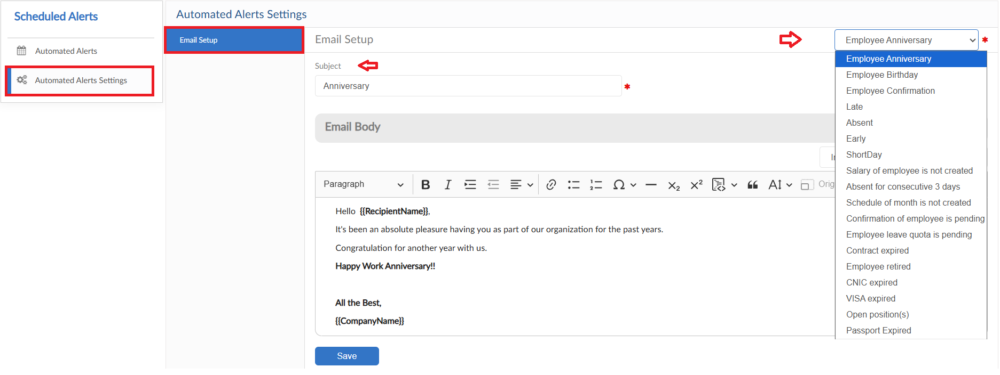 Scheduled Alerts
Automated Alerts
Automated Alerts Settings
Automated Alerts Settings
Email Setup
Email Setup
Employee Anniversary
Subject
Anniversary
Email Body
Paragraph
Hello {{RecipientName}},
It's been an absolute pleasure having you as part of our organization for the past years.
Congratulation for another year with us.
Happy Work Anniversary!!
All the Best,
{{CompanyName}}
Save
Employee Anniversary
Employee Birthday
Employee Confirmation
Late
Absent
Early
ShortDay
Salary of employee is not created
Absent for consecutive 3 days
Schedule of month is not created
Confirmation of employee is pending
Employee leave quota is pending
Contract expired
Employee retired
CNIC expired
VISA expired
Open position(s)
Passport Expired